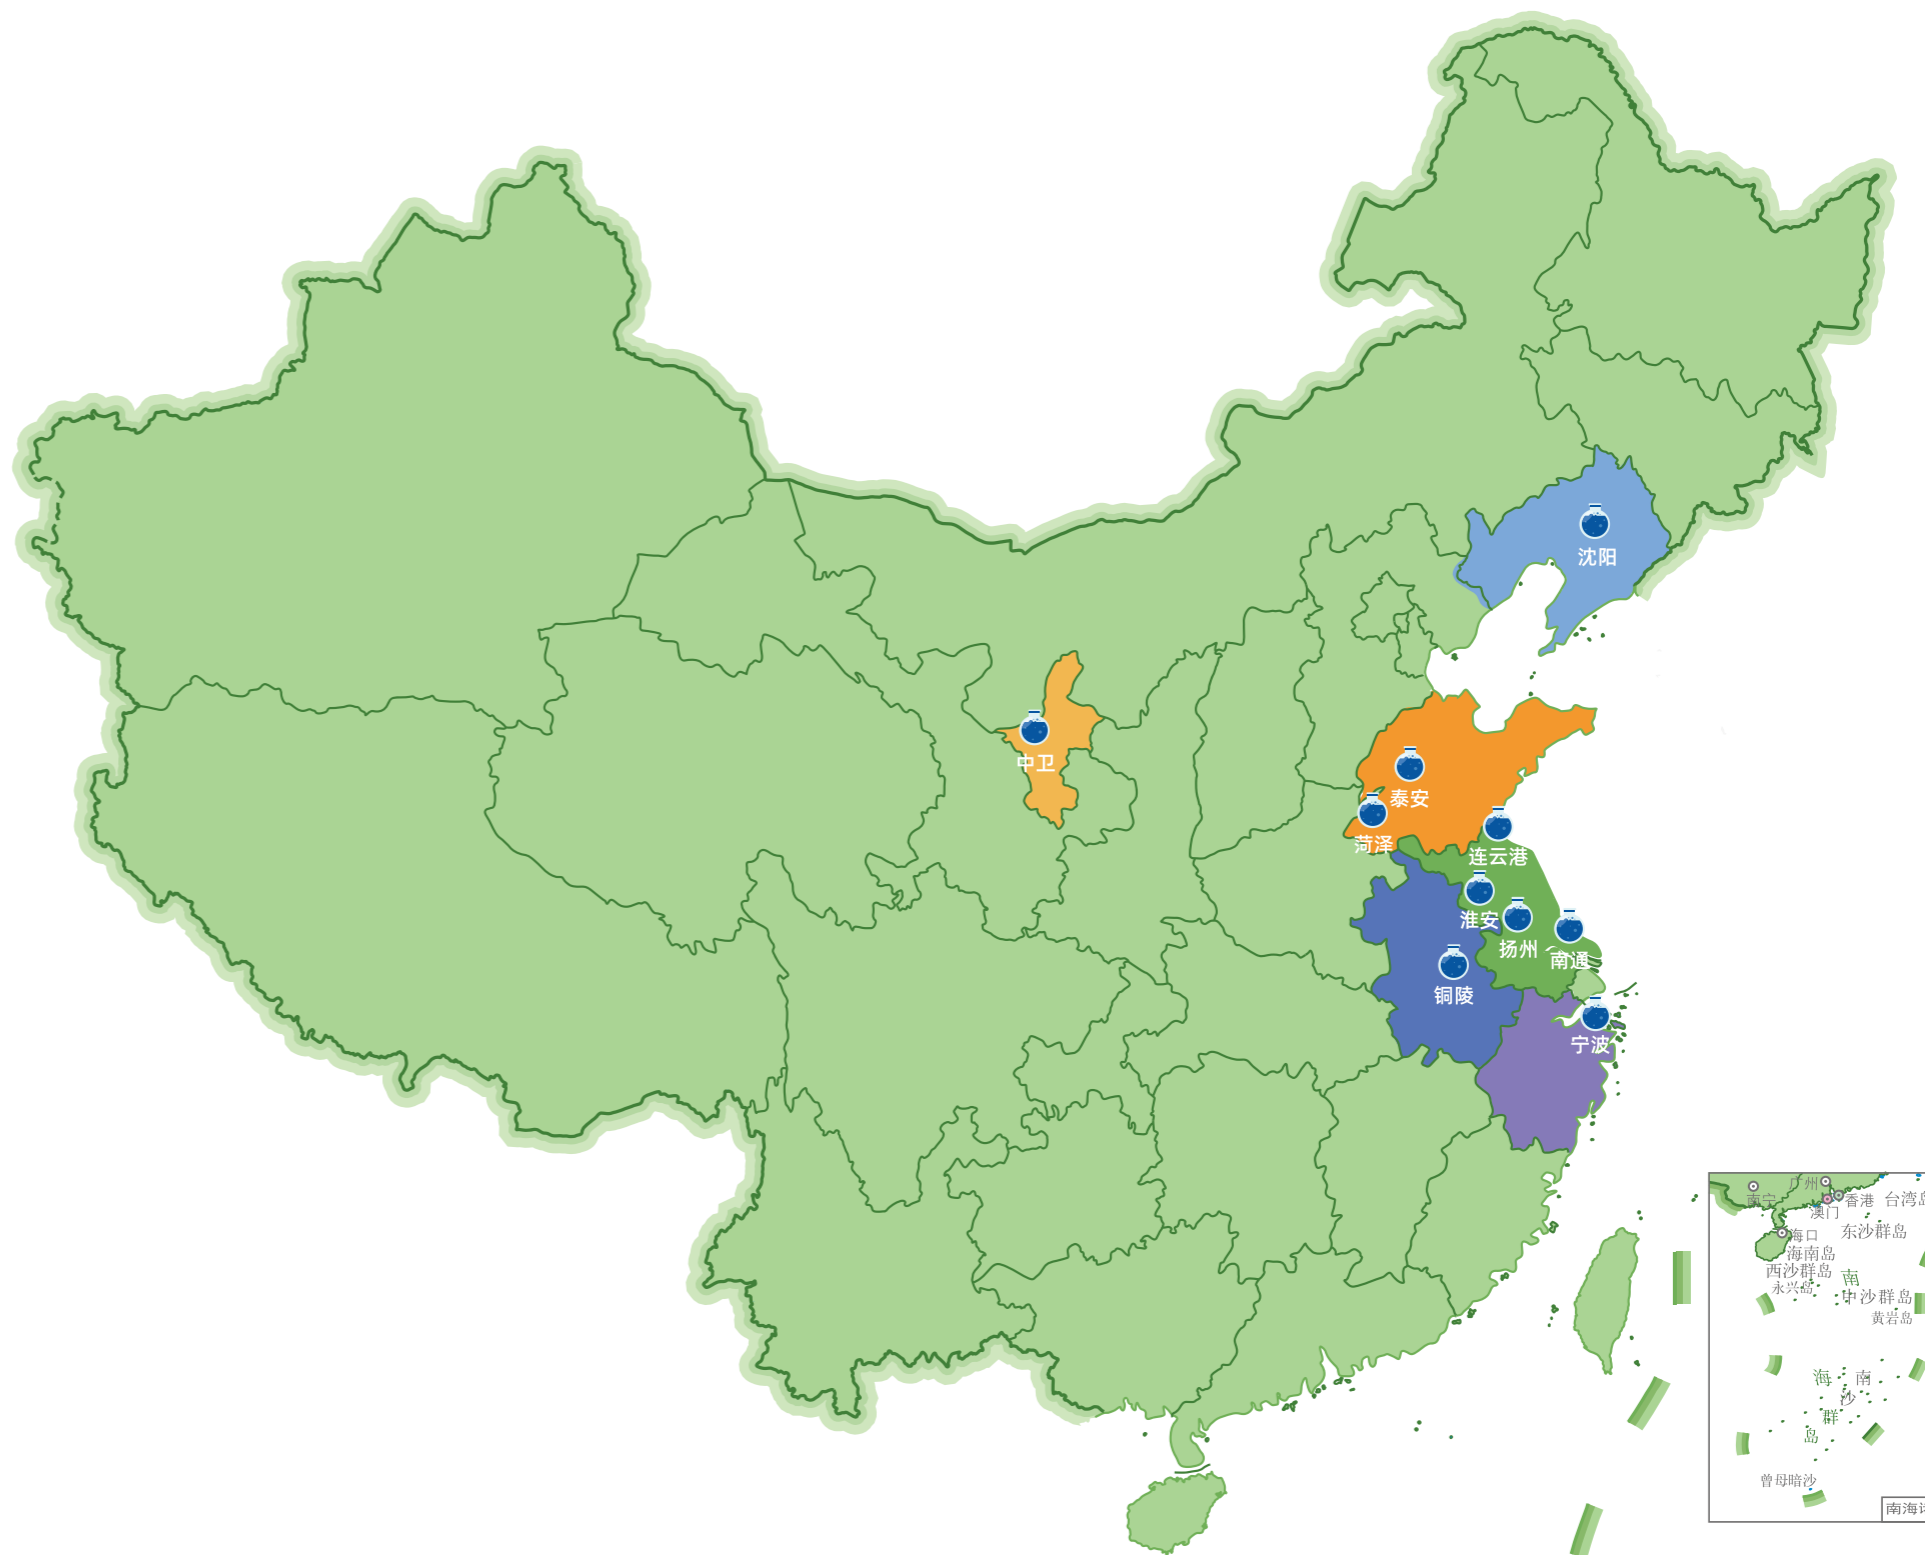 沈阳
中卫
泰安
菏泽
连云港
淮安
扬州
南通
铜陵
宁波
南宁
广州
香港
台湾岛
澳门
海口
东沙群岛
海南岛
西沙群岛
南
永兴岛
中沙群岛
黄岩岛
海
南
沙
群
岛
曾母暗沙
南海诸